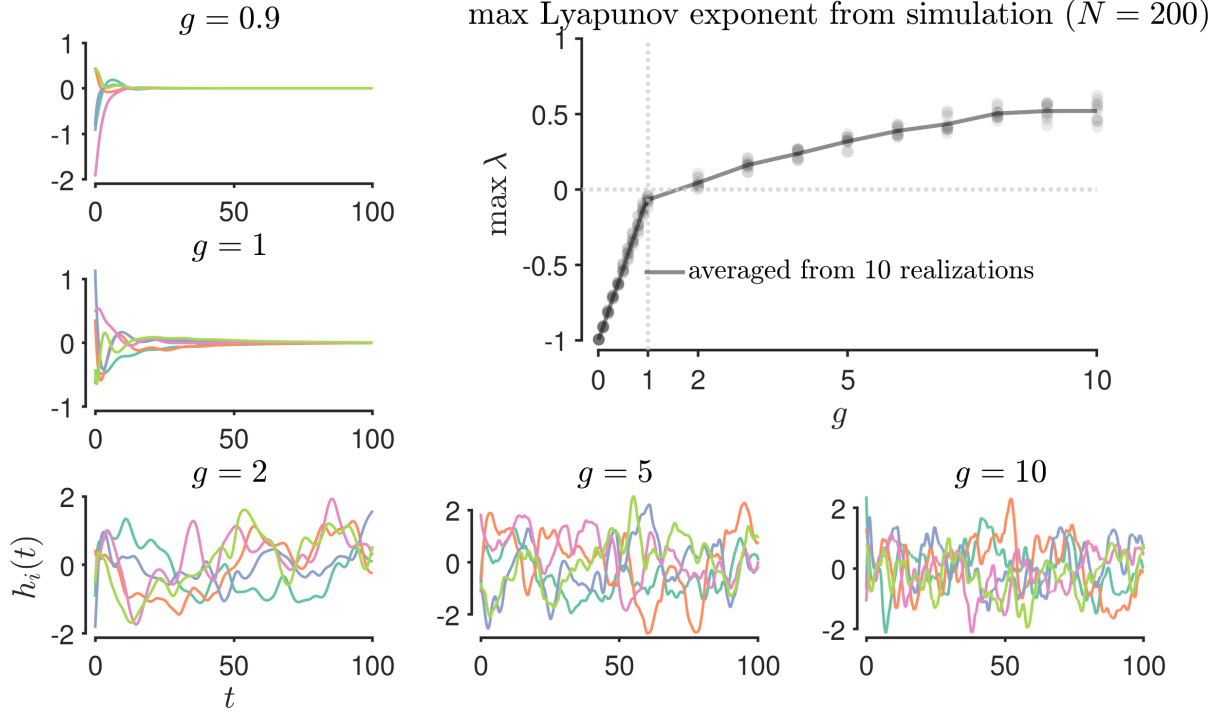 g = 0.9
1
0
-1
-2
0 50 100
max Lyapunov exponent from simulation (N = 200)
1
0.5
0
-0.5
-1
max λ
averaged from 10 realizations
0 1 2 5 10
g
g = 1
1
0
-1
0 50 100
g = 2
2
0
-2
h_i(t)
0 50 100
t
g = 5
2
0
-2
0 50 100
g = 10
2
0
-2
0 50 100